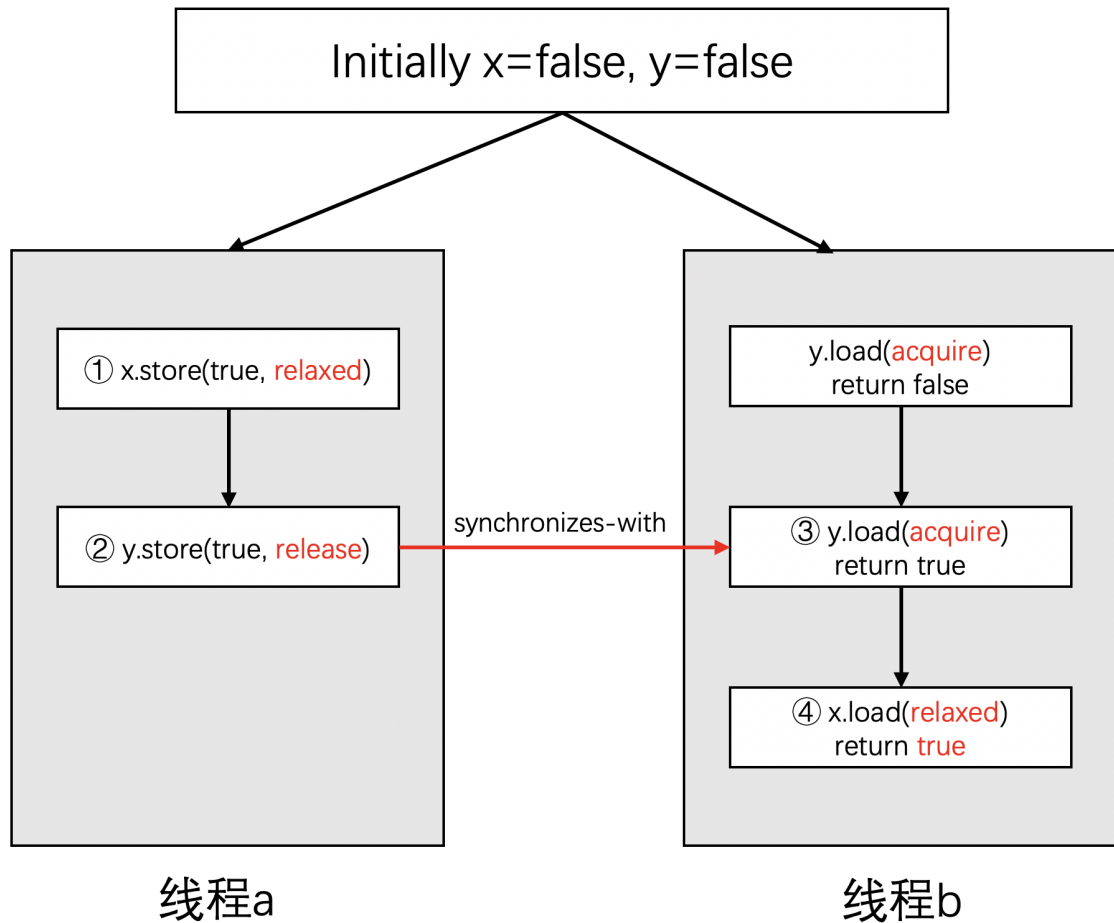 Initially x=false, y=false
① x.store(true, relaxed)
② y.store(true, release)
synchronizes-with
y.load(acquire)
return false
③ y.load(acquire)
return true
④ x.load(relaxed)
return true
线程a
线程b